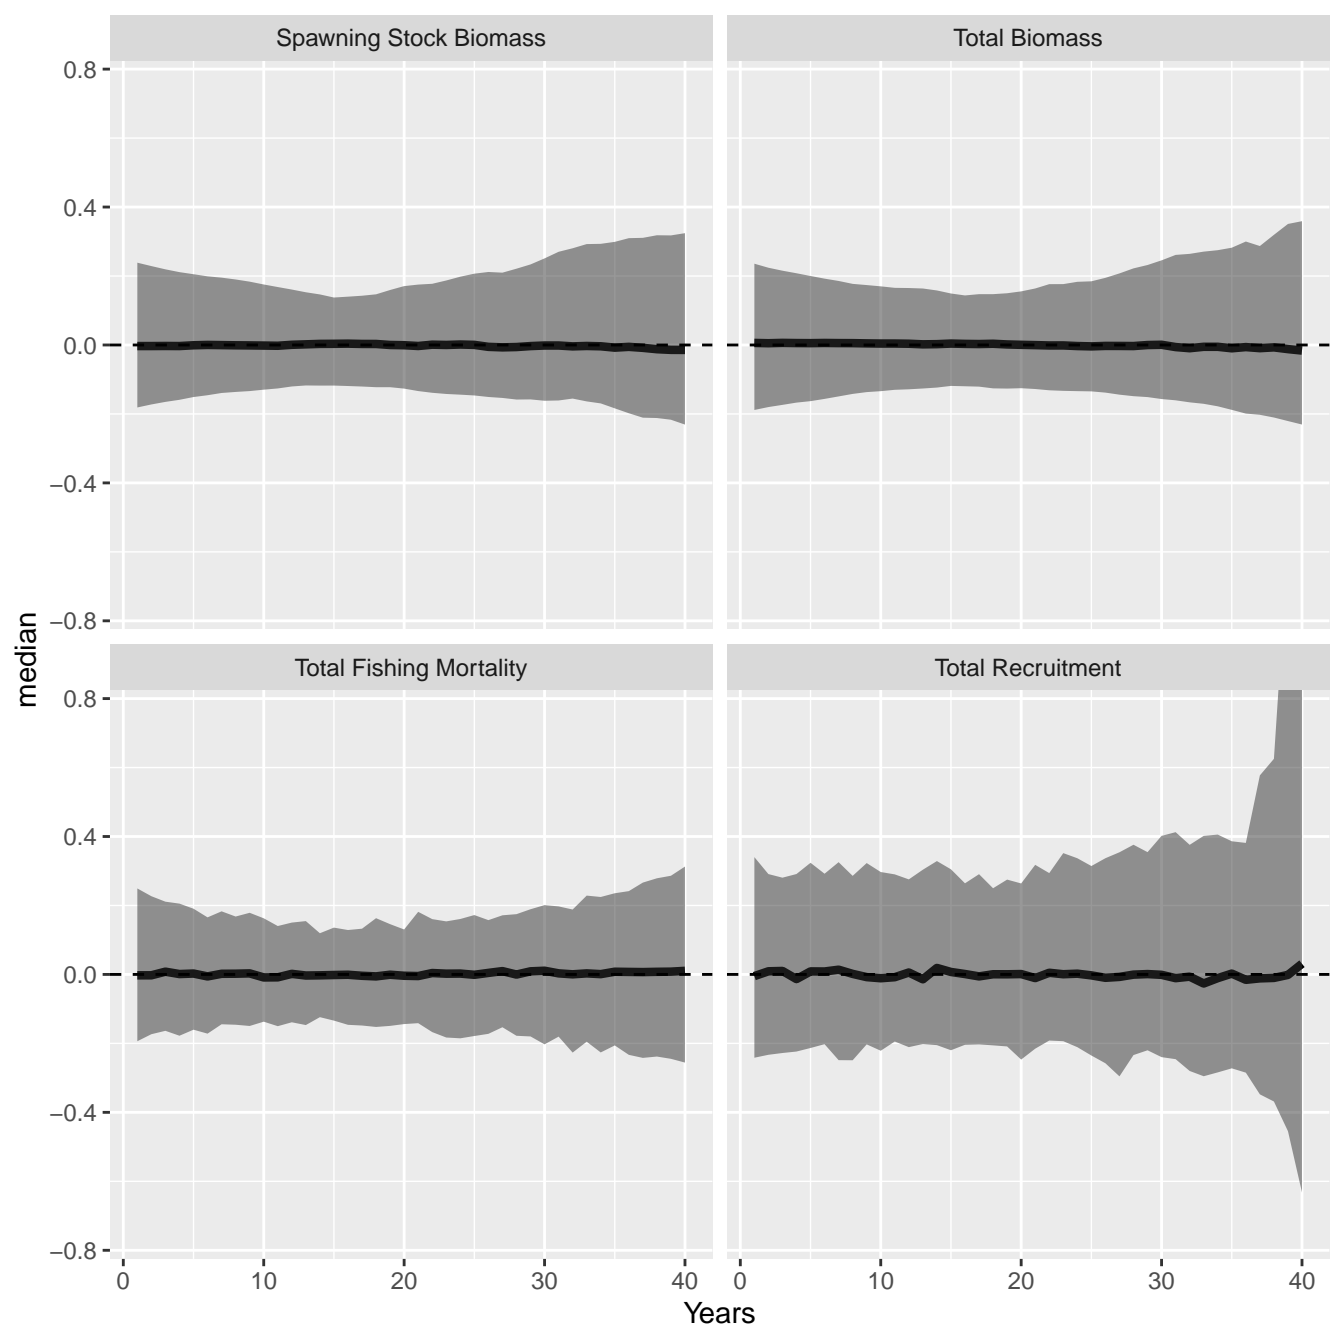 Spawning Stock Biomass
Total Biomass
0.8
0.4
0.0
−0.4
−0.8
median
Total Fishing Mortality
Total Recruitment
0.8
0.4
0.0
−0.4
−0.8
0 10 20 30 40
0 10 20 30 40
Years